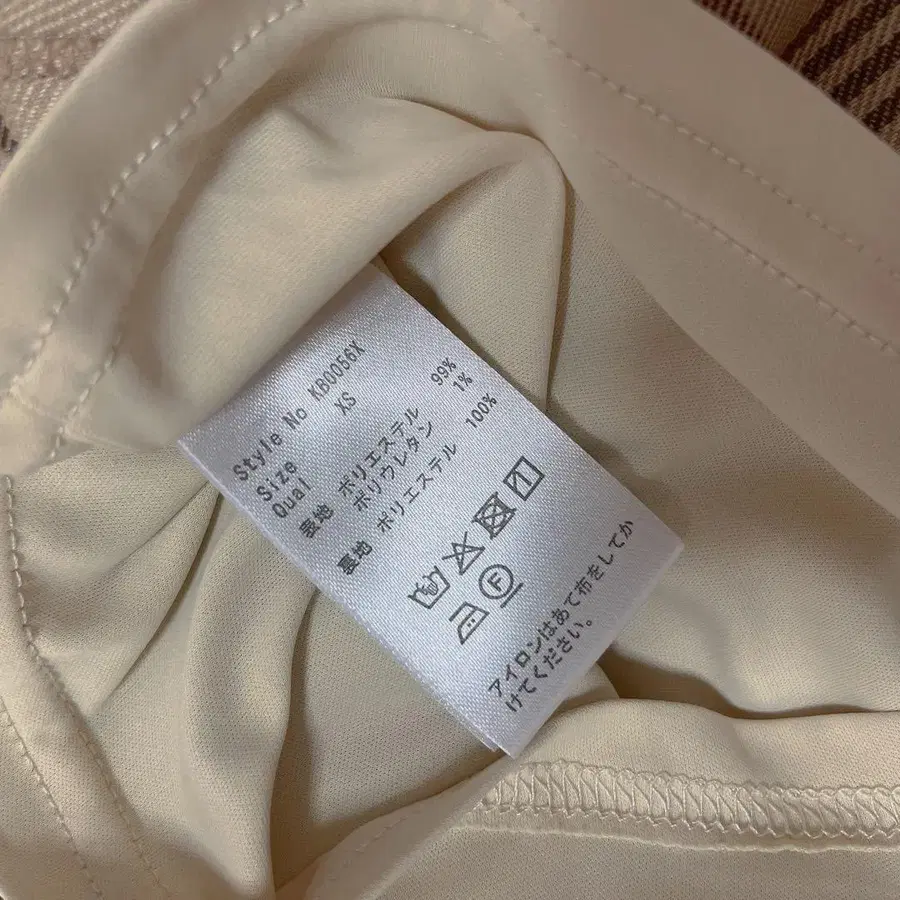 Style No KB0056X
Size XS
Qual
表地 ポリエステル 99%
ポリウレタン 1%
裏地 ポリエステル 100%
F
アイロンはあて布をしてか
けてください。